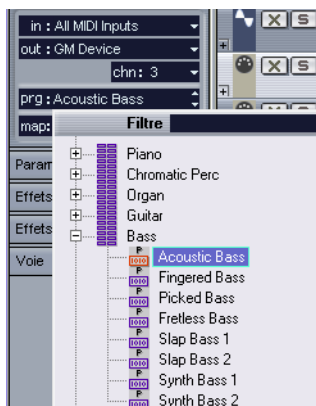 in : All MIDI Inputs
out : GM Device
chn : 3
prg : Acoustic Bass
map:
X S
X S
Filtre
Param
Effets
Effets
Voie
Piano
Chromatic Perc
Organ
Guitar
Bass
Acoustic Bass
Fingered Bass
Picked Bass
Fretless Bass
Slap Bass 1
Slap Bass 2
Synth Bass 1
Synth Bass 2